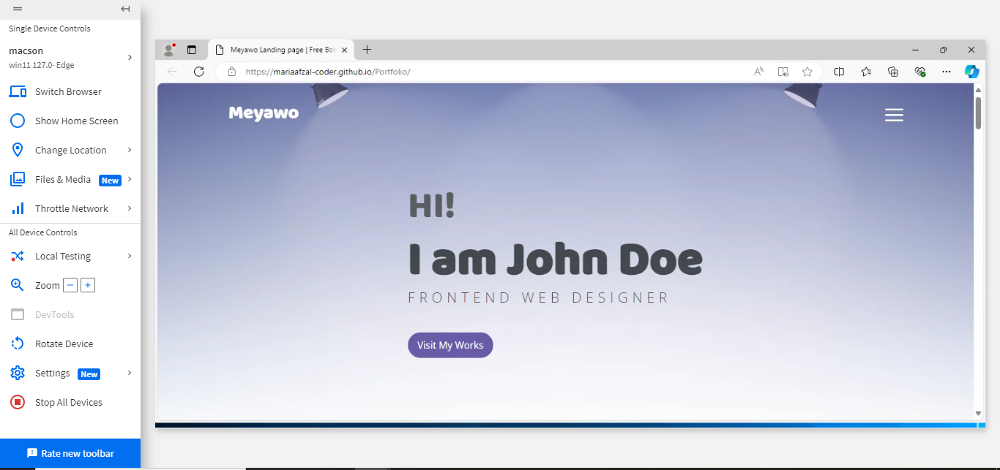 Single Device Controls
macson
win11 127.0· Edge
Switch Browser
Show Home Screen
Change Location
Files & Media New
Throttle Network
All Device Controls
Local Testing
Zoom − +
DevTools
Rotate Device
Settings New
Stop All Devices
Rate new toolbar
Meyawo Landing page | Free Boo
https://mariaafzal-coder.github.io/Portfolio/
Meyawo
HI!
I am John Doe
FRONTEND WEB DESIGNER
Visit My Works